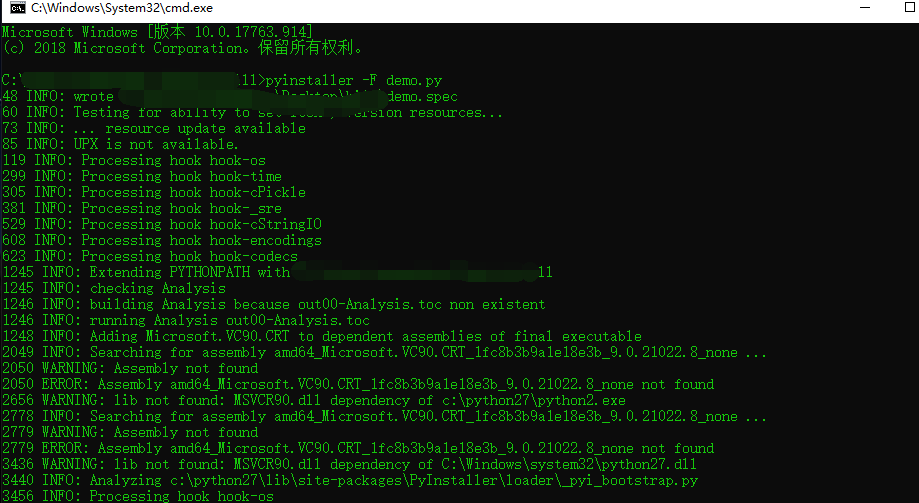 C:\Windows\System32\cmd.exe
Microsoft Windows [版本 10.0.17763.914]
(c) 2018 Microsoft Corporation。保留所有权利。
C:\ ll>pyinstaller -F demo.py
48 INFO: wrote demo.spec
60 INFO: Testing for ability to set version resources...
73 INFO: ... resource update available
85 INFO: UPX is not available.
119 INFO: Processing hook hook-os
299 INFO: Processing hook hook-time
305 INFO: Processing hook hook-cPickle
381 INFO: Processing hook hook-_sre
529 INFO: Processing hook hook-cStringIO
608 INFO: Processing hook hook-encodings
623 INFO: Processing hook hook-codecs
1245 INFO: Extending PYTHONPATH with ll
1245 INFO: checking Analysis
1246 INFO: building Analysis because out00-Analysis.toc non existent
1246 INFO: running Analysis out00-Analysis.toc
1248 INFO: Adding Microsoft.VC90.CRT to dependent assemblies of final executable
2049 INFO: Searching for assembly amd64_Microsoft.VC90.CRT_1fc8b3b9a1e18e3b_9.0.21022.8_none ...
2050 WARNING: Assembly not found
2050 ERROR: Assembly amd64_Microsoft.VC90.CRT_1fc8b3b9a1e18e3b_9.0.21022.8_none not found
2656 WARNING: lib not found: MSVCR90.dll dependency of c:\python27\python2.exe
2778 INFO: Searching for assembly amd64_Microsoft.VC90.CRT_1fc8b3b9a1e18e3b_9.0.21022.8_none ...
2779 WARNING: Assembly not found
2779 ERROR: Assembly amd64_Microsoft.VC90.CRT_1fc8b3b9a1e18e3b_9.0.21022.8_none not found
3436 WARNING: lib not found: MSVCR90.dll dependency of C:\Windows\system32\python27.dll
3440 INFO: Analyzing c:\python27\lib\site-packages\PyInstaller\loader\_pyi_bootstrap.py
3456 INFO: Processing hook hook-os